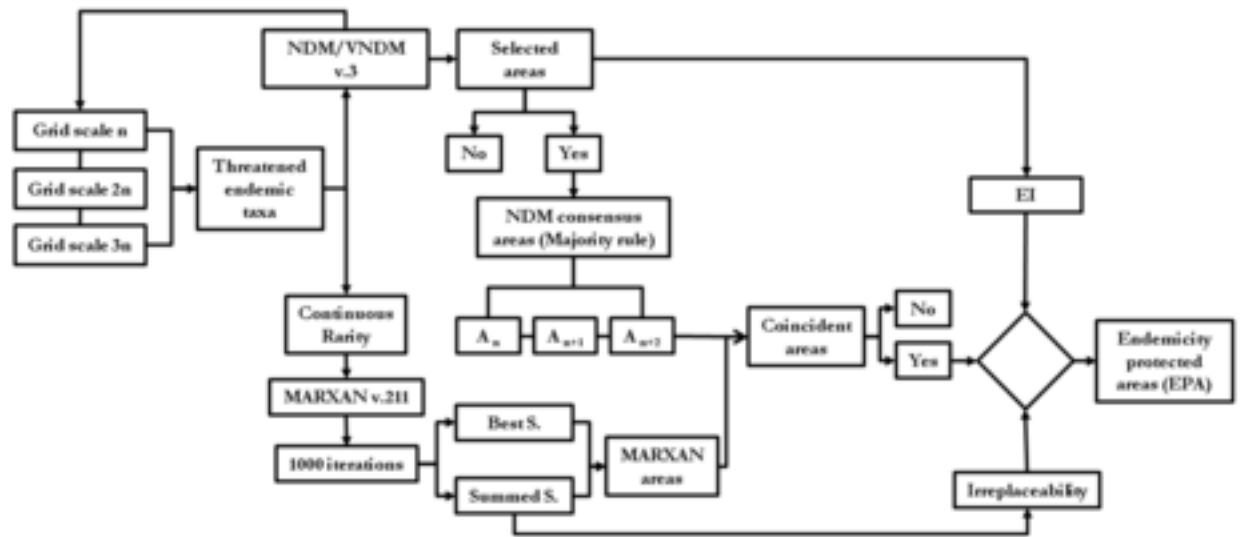 NDM/VNDM
v.3
Selected
areas
Grid scale n
Grid scale 2n
Grid scale 3n
Threatened
endemic
taxa
No
Yes
NDM consensus
areas (Majority rule)
EI
Continuous
Rarity
A n
A n+1
A n+2
Coincident
areas
No
Yes
Endemicity
protected
areas (EPA)
MARXAN v.211
1000 iterations
Best S.
Summed S.
MARXAN
areas
Irreplaceability